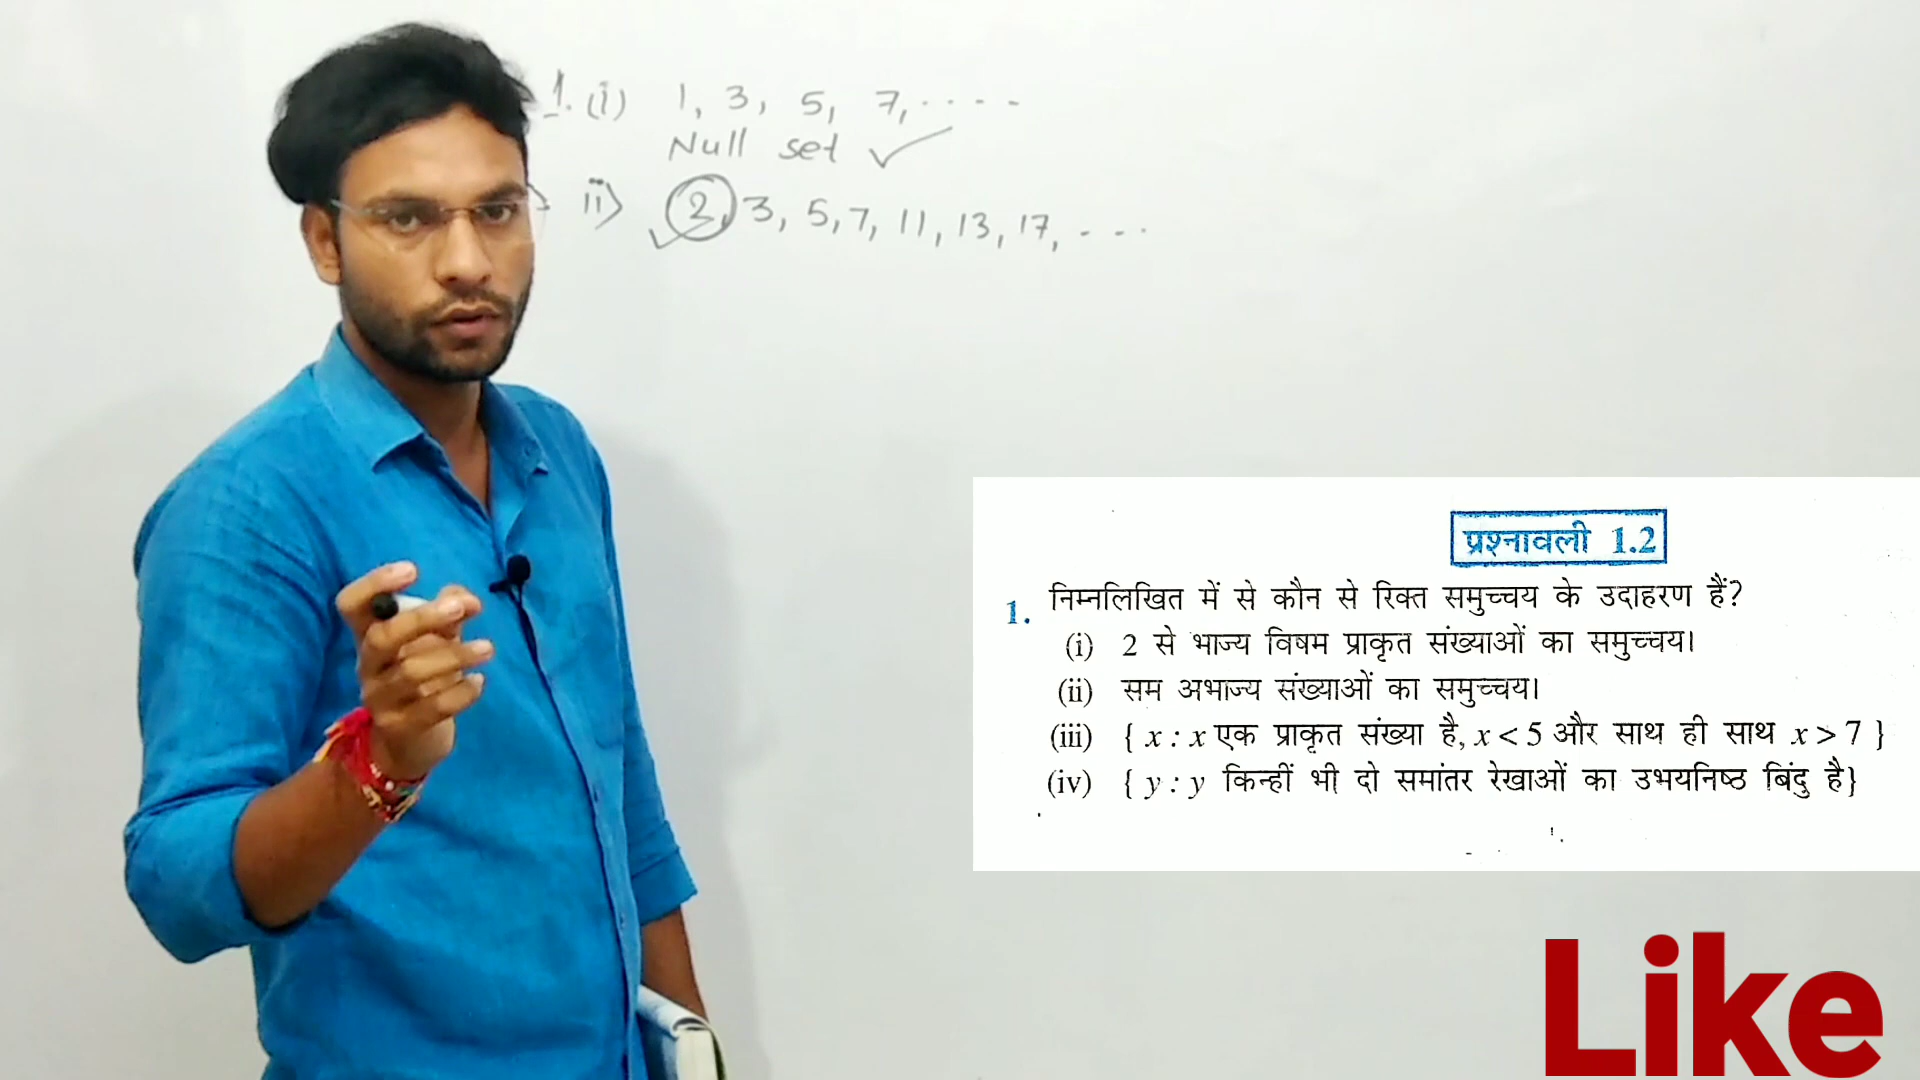 1. (i) 1, 3, 5, 7, ....
Null set ✓
ii) 2, 3, 5, 7, 11, 13, 17, ...
प्रश्नावली 1.2
1. निम्नलिखित में से कौन से रिक्त समुच्चय के उदाहरण हैं?
(i) 2 से भाज्य विषम प्राकृत संख्याओं का समुच्चय।
(ii) सम अभाज्य संख्याओं का समुच्चय।
(iii) { x : x एक प्राकृत संख्या है, x < 5 और साथ ही साथ x > 7 }
(iv) { y : y किन्हीं भी दो समांतर रेखाओं का उभयनिष्ठ बिंदु है}
Like